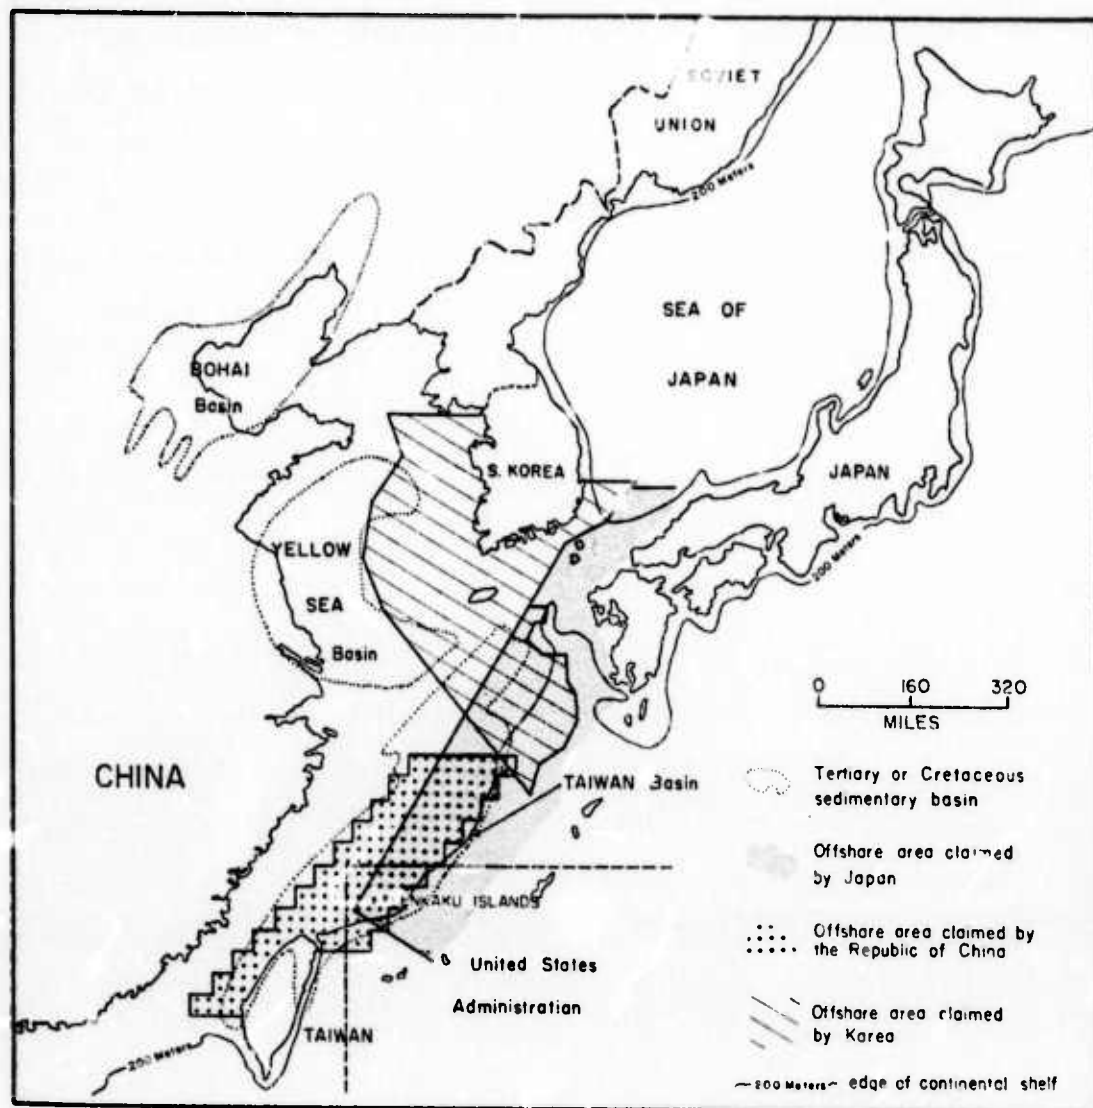 SOVIET
UNION
200 Meters
SEA OF
JAPAN
BOHAI
Basin
S. KOREA
JAPAN
YELLOW
SEA
Basin
200 Meters
0 160 320
MILES
CHINA
TAIWAN Basin
Tertiary or Cretaceous
sedimentary basin
Offshore area claimed
by Japan
NKAKU ISLANDS
Offshore area claimed by
the Republic of China
United States
Administration
Offshore area claimed
by Korea
TAIWAN
200 Meters
200 Meters edge of continental shelf